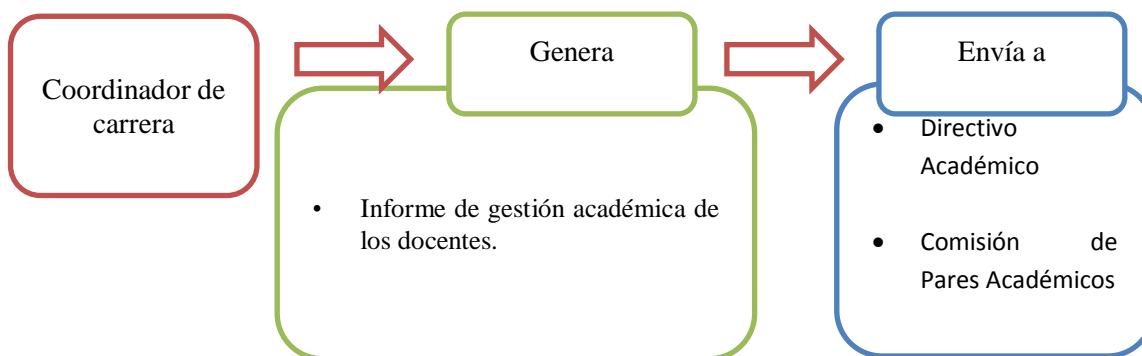 Coordinador de
carrera
Genera
• Informe de gestión académica de
los docentes.
Envía a
• Directivo
Académico
• Comisión de
Pares Académicos